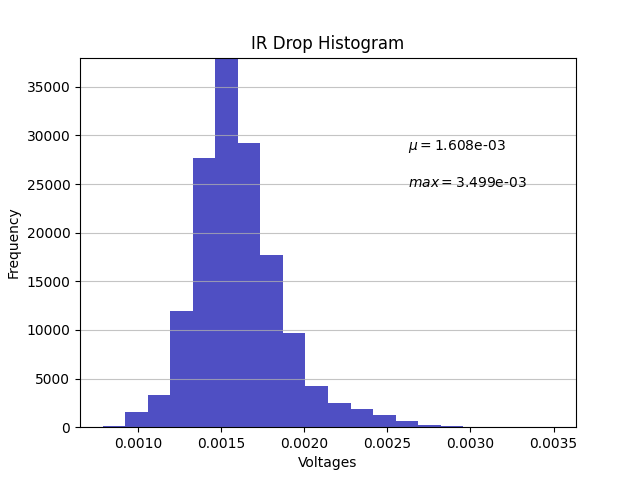 IR Drop Histogram
35000
30000
25000
20000
15000
10000
5000
0
Frequency
μ = 1.608e-03
max = 3.499e-03
0.0010 0.0015 0.0020 0.0025 0.0030 0.0035
Voltages